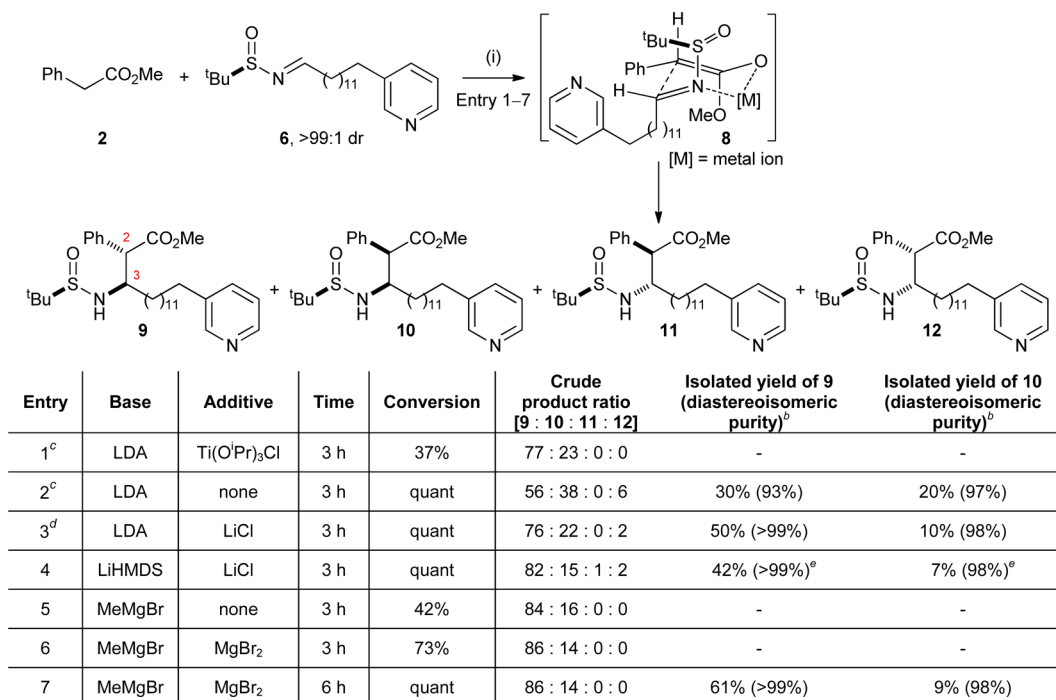 Ph CO2Me
2
+
O
tBu S N ( )11
N
6, >99:1 dr
(i)
Entry 1–7
H
tBu S O
Ph O
N
H [M]
N
( )11
MeO
8
[M] = metal ion
Ph 2 CO2Me
O 3
tBu S N ( )11
H
N
9
+
Ph CO2Me
O
tBu S N ( )11
H
N
10
+
Ph CO2Me
O
tBu S N ( )11
H
N
11
+
Ph CO2Me
O
tBu S N ( )11
H
N
12
Entry Base Additive Time Conversion Crude product ratio [9 : 10 : 11 : 12] Isolated yield of 9 (diastereoisomeric purity)b Isolated yield of 10 (diastereoisomeric purity)b
1c LDA Ti(OiPr)3Cl 3 h 37% 77 : 23 : 0 : 0 - -
2c LDA none 3 h quant 56 : 38 : 0 : 6 30% (93%) 20% (97%)
3d LDA LiCl 3 h quant 76 : 22 : 0 : 2 50% (>99%) 10% (98%)
4 LiHMDS LiCl 3 h quant 82 : 15 : 1 : 2 42% (>99%)e 7% (98%)e
5 MeMgBr none 3 h 42% 84 : 16 : 0 : 0 - -
6 MeMgBr MgBr2 3 h 73% 86 : 14 : 0 : 0 - -
7 MeMgBr MgBr2 6 h quant 86 : 14 : 0 : 0 61% (>99%) 9% (98%)